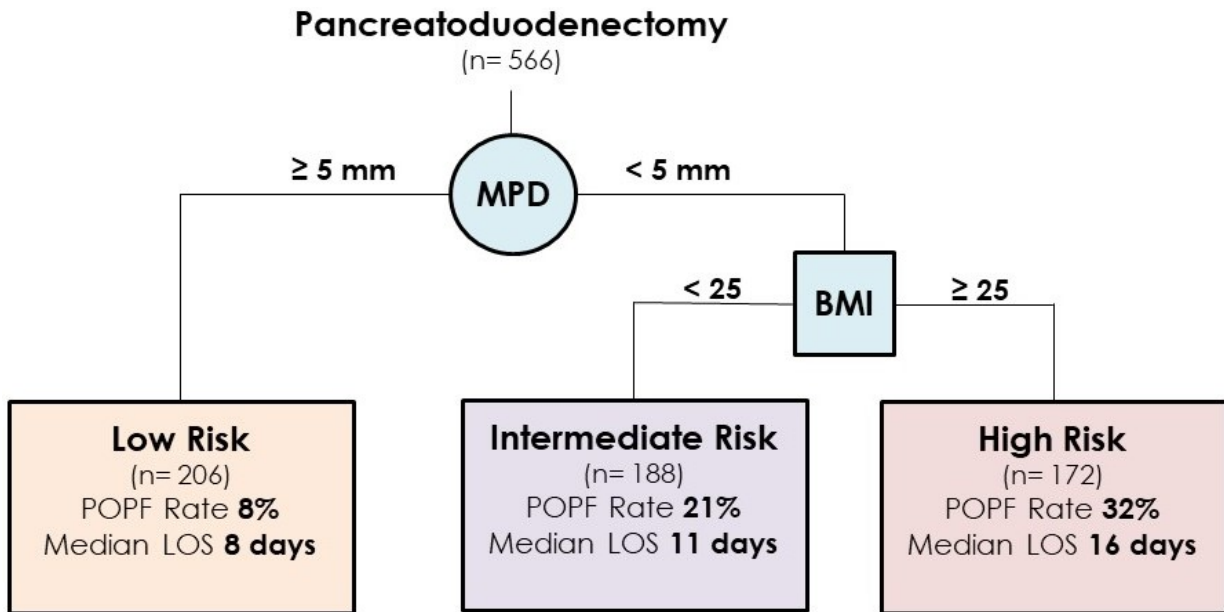 Pancreatoduodenectomy
(n= 566)
≥ 5 mm
MPD
< 5 mm
< 25
BMI
≥ 25
Low Risk
(n= 206)
POPF Rate 8%
Median LOS 8 days
Intermediate Risk
(n= 188)
POPF Rate 21%
Median LOS 11 days
High Risk
(n= 172)
POPF Rate 32%
Median LOS 16 days